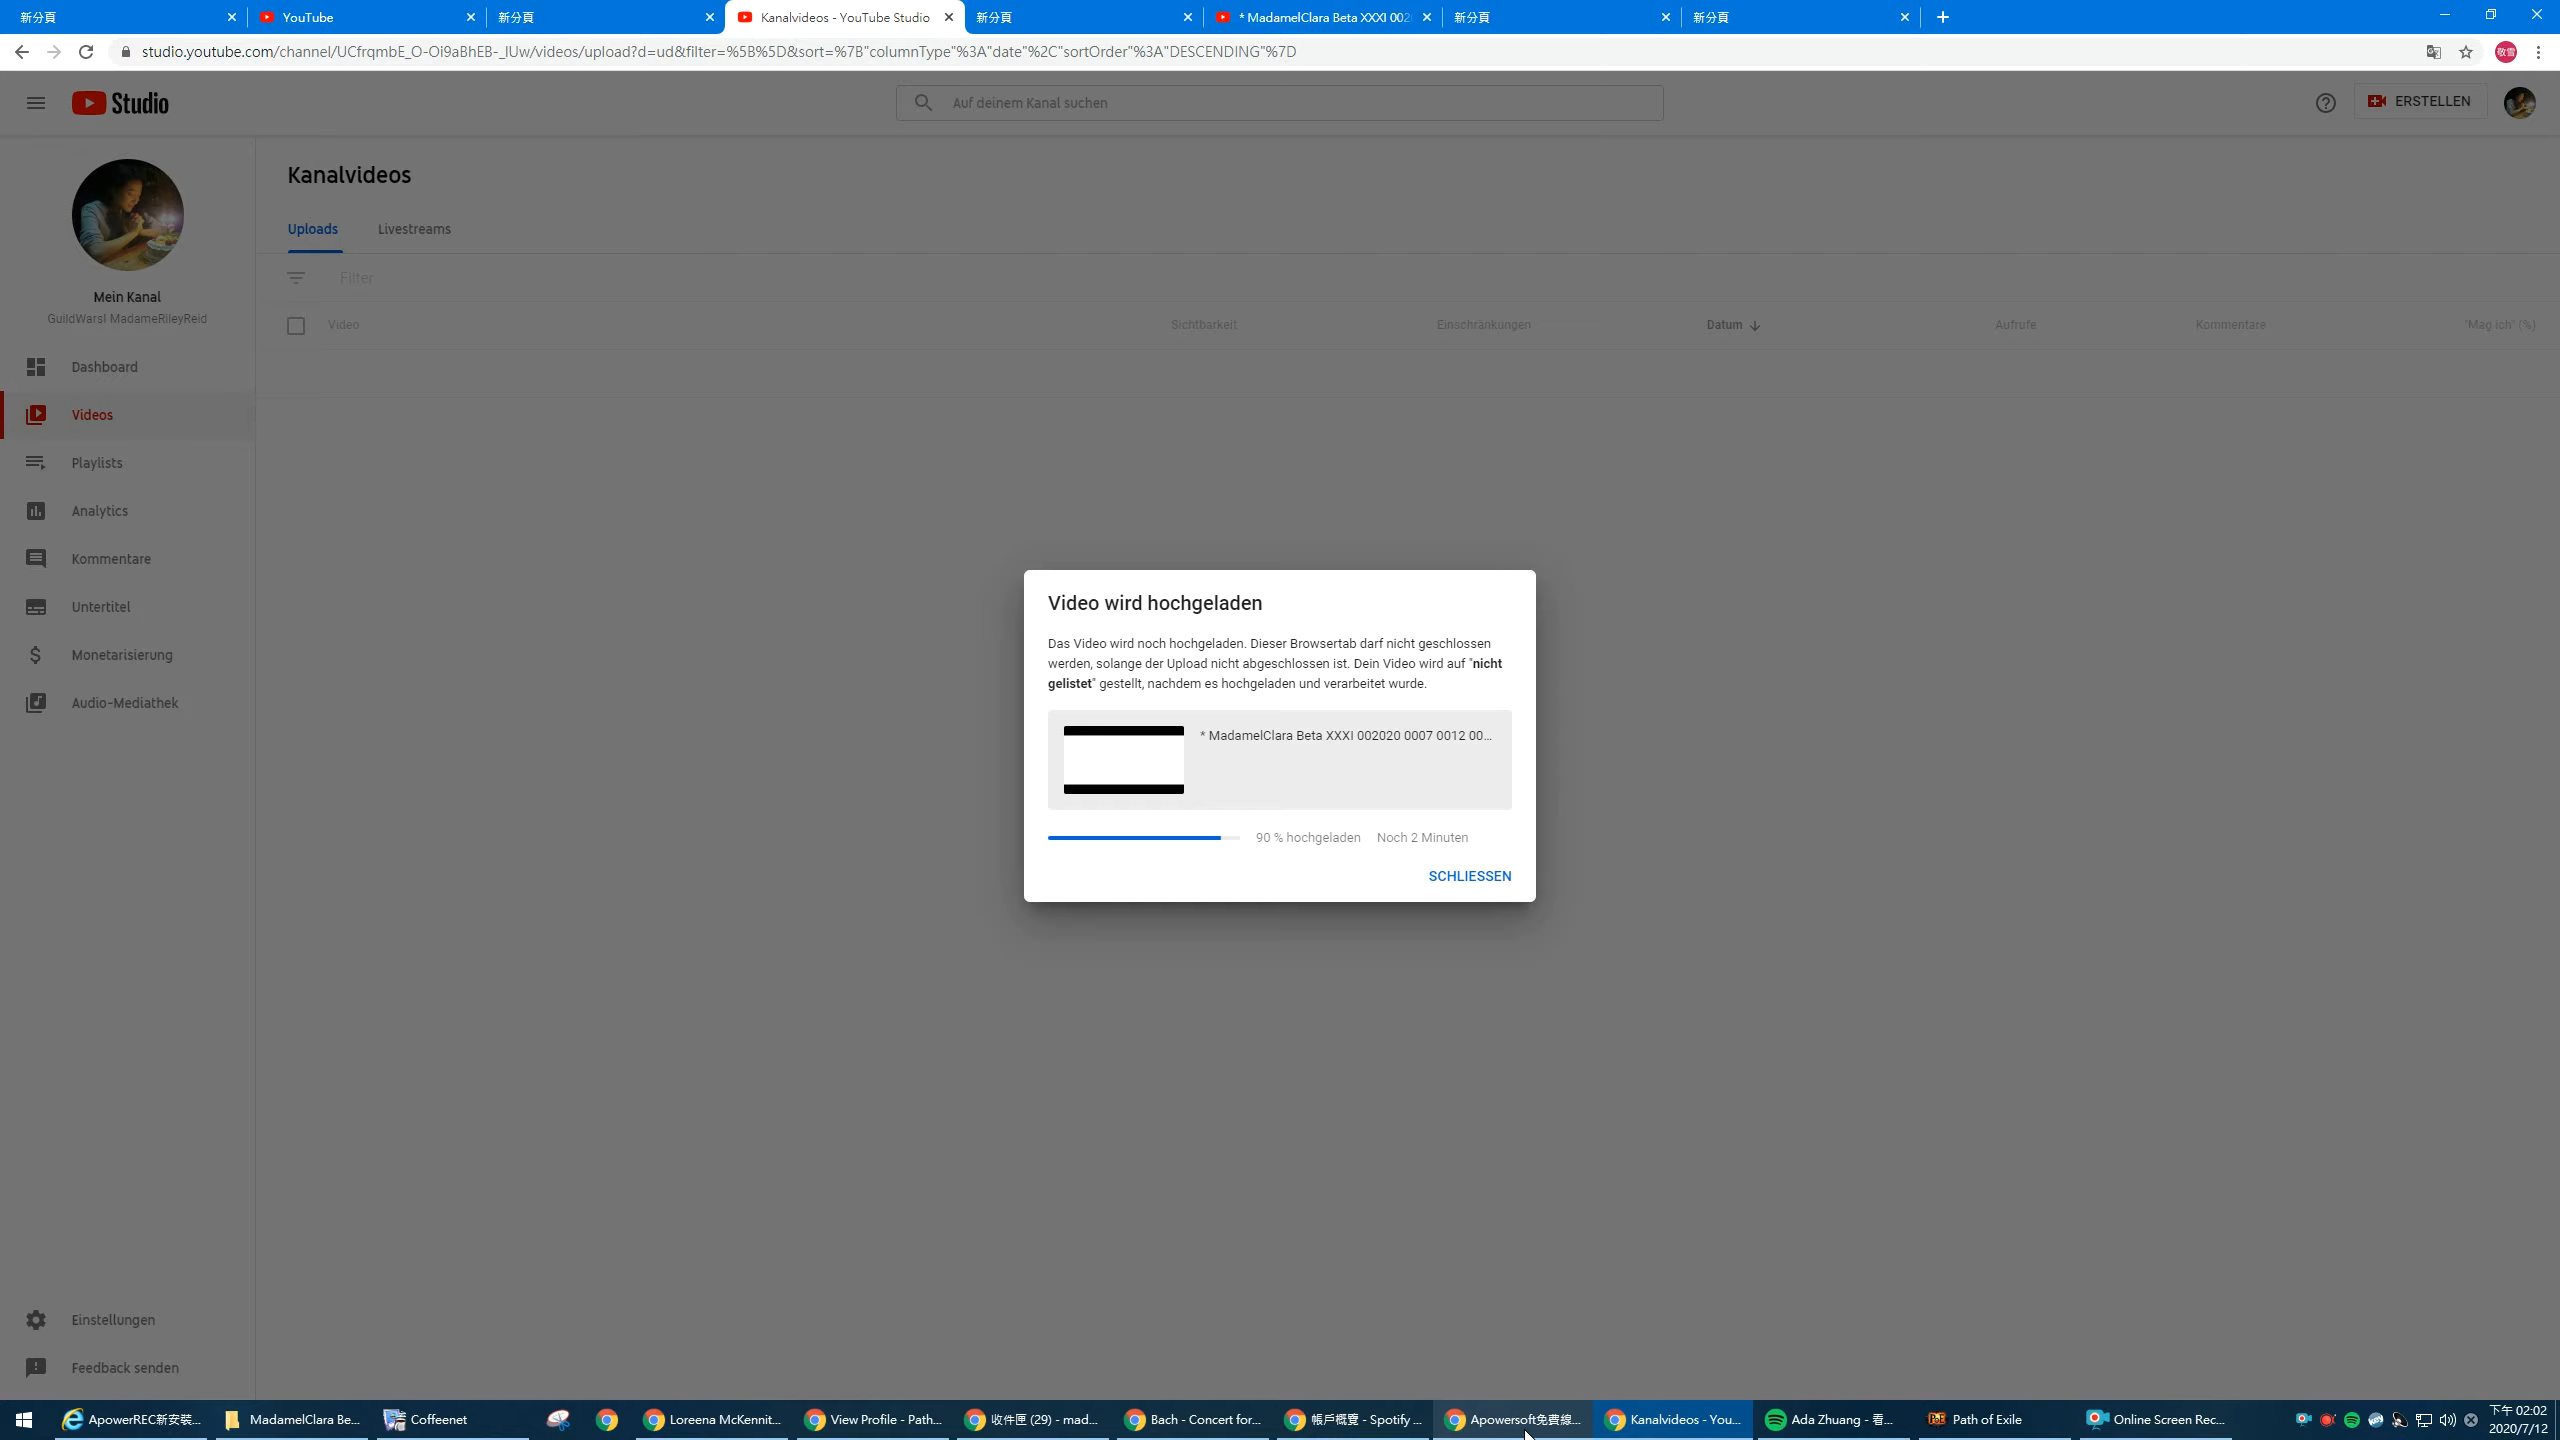 新分頁
YouTube
新分頁
Kanalvideos - YouTube Studio
新分頁
* MadamelClara Beta XXXI 002
新分頁
新分頁
studio.youtube.com/channel/UCfrqmbE_O-Oi9aBhEB-_IUw/videos/upload?d=ud&filter=%5B%5D&sort=%7B"columnType"%3A"date"%2C"sortOrder"%3A"DESCENDING"%7D
敬雪
Studio
Auf deinem Kanal suchen
ERSTELLEN
Mein Kanal
GuildWarsI MadameRileyReid
Dashboard
Videos
Playlists
Analytics
Kommentare
Untertitel
Monetarisierung
Audio-Mediathek
Einstellungen
Feedback senden
Kanalvideos
Uploads Livestreams
Filter
Video Sichtbarkeit Einschränkungen Datum Aufrufe Kommentare "Mag ich" (%)
Video wird hochgeladen
Das Video wird noch hochgeladen. Dieser Browsertab darf nicht geschlossen
werden, solange der Upload nicht abgeschlossen ist. Dein Video wird auf "nicht
gelistet" gestellt, nachdem es hochgeladen und verarbeitet wurde.
* MadamelClara Beta XXXI 002020 0007 0012 00...
90 % hochgeladen Noch 2 Minuten
SCHLIESSEN
ApowerREC新安裝...
MadamelClara Be...
Coffeenet
Loreena McKennit...
View Profile - Path...
收件匣 (29) - mad...
Bach - Concert for...
帳戶概覽 - Spotify ...
Apowersoft免費線...
Kanalvideos - You...
Ada Zhuang - 看...
Path of Exile
Online Screen Rec...
下午 02:02
2020/7/12